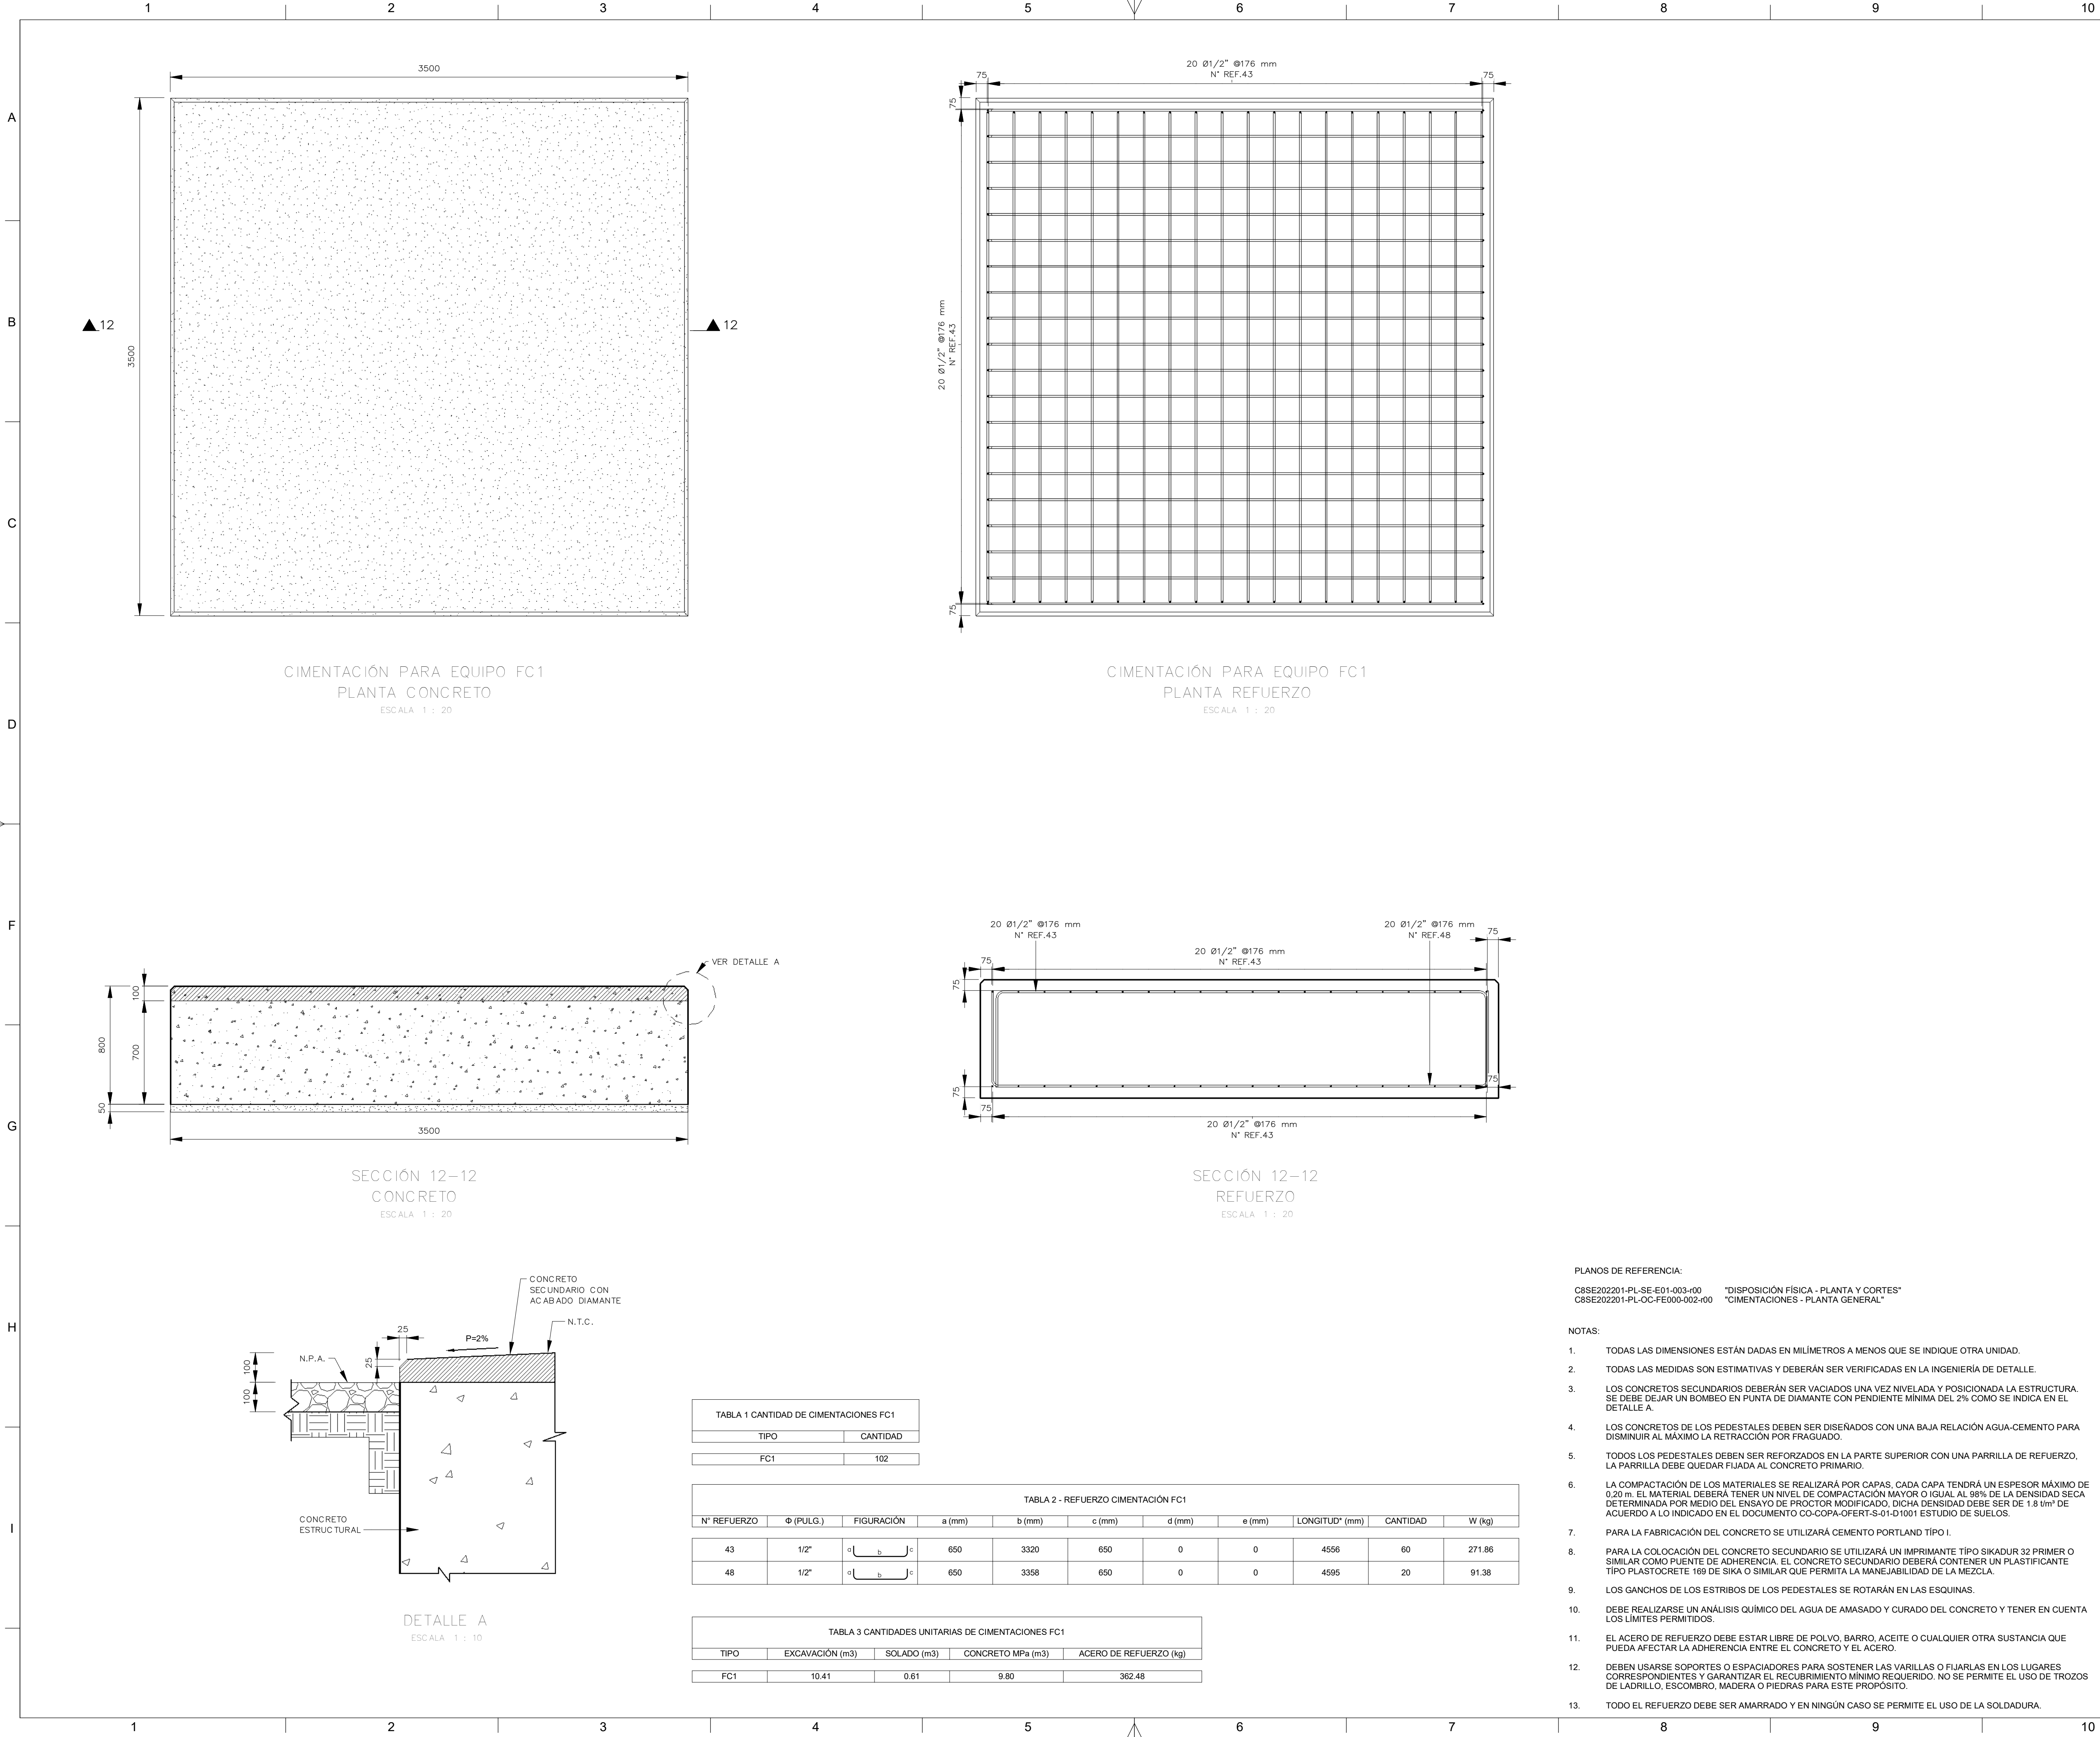 1 2 3 4 5 6 7 8 9 10
A
B
C
D
F
G
H
I
3500
3500
12
12
CIMENTACIÓN PARA EQUIPO FC1
PLANTA CONCRETO
ESCALA 1 : 20
20 Ø1/2" @176 mm
N° REF.43
75
75
75
20 Ø1/2" @176 mm
N° REF.43
75
CIMENTACIÓN PARA EQUIPO FC1
PLANTA REFUERZO
ESCALA 1 : 20
VER DETALLE A
100
800
700
50
3500
SECCIÓN 12-12
CONCRETO
ESCALA 1 : 20
20 Ø1/2" @176 mm
N° REF.43
20 Ø1/2" @176 mm
N° REF.48
75
20 Ø1/2" @176 mm
N° REF.43
75
75
75
75
75
20 Ø1/2" @176 mm
N° REF.43
SECCIÓN 12-12
REFUERZO
ESCALA 1 : 20
CONCRETO
SECUNDARIO CON
ACABADO DIAMANTE
N.T.C.
25
P=2%
N.P.A.
25
100
100
CONCRETO
ESTRUCTURAL
DETALLE A
ESCALA 1 : 10
TABLA 1 CANTIDAD DE CIMENTACIONES FC1
TIPO CANTIDAD
FC1 102
TABLA 2 - REFUERZO CIMENTACIÓN FC1
N° REFUERZO Φ (PULG.) FIGURACIÓN a (mm) b (mm) c (mm) d (mm) e (mm) LONGITUD* (mm) CANTIDAD W (kg)
43 1/2" a b c 650 3320 650 0 0 4556 60 271.86
48 1/2" a b c 650 3358 650 0 0 4595 20 91.38
TABLA 3 CANTIDADES UNITARIAS DE CIMENTACIONES FC1
TIPO EXCAVACIÓN (m3) SOLADO (m3) CONCRETO MPa (m3) ACERO DE REFUERZO (kg)
FC1 10.41 0.61 9.80 362.48
PLANOS DE REFERENCIA:
C8SE202201-PL-SE-E01-003-r00 "DISPOSICIÓN FÍSICA - PLANTA Y CORTES"
C8SE202201-PL-OC-FE000-002-r00 "CIMENTACIONES - PLANTA GENERAL"
NOTAS:
1. TODAS LAS DIMENSIONES ESTÁN DADAS EN MILÍMETROS A MENOS QUE SE INDIQUE OTRA UNIDAD.
2. TODAS LAS MEDIDAS SON ESTIMATIVAS Y DEBERÁN SER VERIFICADAS EN LA INGENIERÍA DE DETALLE.
3. LOS CONCRETOS SECUNDARIOS DEBERÁN SER VACIADOS UNA VEZ NIVELADA Y POSICIONADA LA ESTRUCTURA.
SE DEBE DEJAR UN BOMBEO EN PUNTA DE DIAMANTE CON PENDIENTE MÍNIMA DEL 2% COMO SE INDICA EN EL
DETALLE A.
4. LOS CONCRETOS DE LOS PEDESTALES DEBEN SER DISEÑADOS CON UNA BAJA RELACIÓN AGUA-CEMENTO PARA
DISMINUIR AL MÁXIMO LA RETRACCIÓN POR FRAGUADO.
5. TODOS LOS PEDESTALES DEBEN SER REFORZADOS EN LA PARTE SUPERIOR CON UNA PARRILLA DE REFUERZO,
LA PARRILLA DEBE QUEDAR FIJADA AL CONCRETO PRIMARIO.
6. LA COMPACTACIÓN DE LOS MATERIALES SE REALIZARÁ POR CAPAS, CADA CAPA TENDRÁ UN ESPESOR MÁXIMO DE
0,20 m. EL MATERIAL DEBERÁ TENER UN NIVEL DE COMPACTACIÓN MAYOR O IGUAL AL 98% DE LA DENSIDAD SECA
DETERMINADA POR MEDIO DEL ENSAYO DE PROCTOR MODIFICADO, DICHA DENSIDAD DEBE SER DE 1.8 t/m³ DE
ACUERDO A LO INDICADO EN EL DOCUMENTO CO-COPA-OFERT-S-01-D1001 ESTUDIO DE SUELOS.
7. PARA LA FABRICACIÓN DEL CONCRETO SE UTILIZARÁ CEMENTO PORTLAND TÍPO I.
8. PARA LA COLOCACIÓN DEL CONCRETO SECUNDARIO SE UTILIZARÁ UN IMPRIMANTE TÍPO SIKADUR 32 PRIMER O
SIMILAR COMO PUENTE DE ADHERENCIA. EL CONCRETO SECUNDARIO DEBERÁ CONTENER UN PLASTIFICANTE
TÍPO PLASTOCRETE 169 DE SIKA O SIMILAR QUE PERMITA LA MANEJABILIDAD DE LA MEZCLA.
9. LOS GANCHOS DE LOS ESTRIBOS DE LOS PEDESTALES SE ROTARÁN EN LAS ESQUINAS.
10. DEBE REALIZARSE UN ANÁLISIS QUÍMICO DEL AGUA DE AMASADO Y CURADO DEL CONCRETO Y TENER EN CUENTA
LOS LÍMITES PERMITIDOS.
11. EL ACERO DE REFUERZO DEBE ESTAR LIBRE DE POLVO, BARRO, ACEITE O CUALQUIER OTRA SUSTANCIA QUE
PUEDA AFECTAR LA ADHERENCIA ENTRE EL CONCRETO Y EL ACERO.
12. DEBEN USARSE SOPORTES O ESPACIADORES PARA SOSTENER LAS VARILLAS O FIJARLAS EN LOS LUGARES
CORRESPONDIENTES Y GARANTIZAR EL RECUBRIMIENTO MÍNIMO REQUERIDO. NO SE PERMITE EL USO DE TROZOS
DE LADRILLO, ESCOMBRO, MADERA O PIEDRAS PARA ESTE PROPÓSITO.
13. TODO EL REFUERZO DEBE SER AMARRADO Y EN NINGÚN CASO SE PERMITE EL USO DE LA SOLDADURA.
1 2 3 4 5 6 7 8 9 10